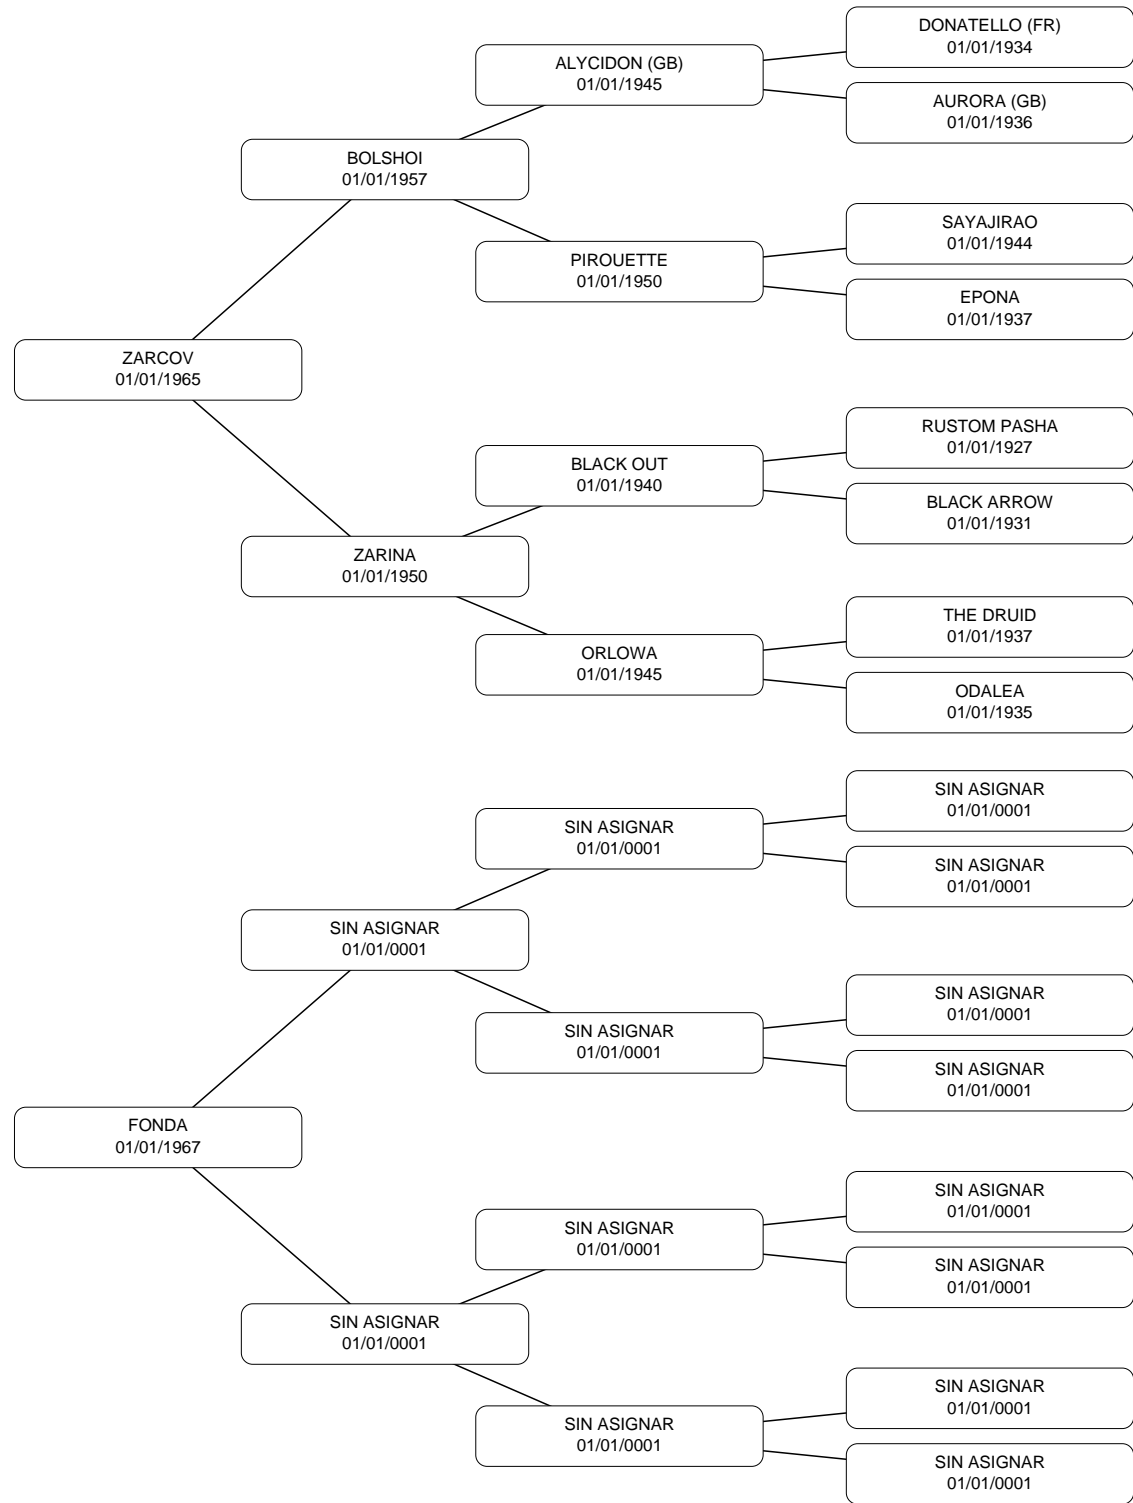 DONATELLO (FR)
01/01/1934
ALYCIDON (GB)
01/01/1945
AURORA (GB)
01/01/1936
BOLSHOI
01/01/1957
SAYAJIRAO
01/01/1944
PIROUETTE
01/01/1950
EPONA
01/01/1937
ZARCOV
01/01/1965
RUSTOM PASHA
01/01/1927
BLACK OUT
01/01/1940
BLACK ARROW
01/01/1931
ZARINA
01/01/1950
THE DRUID
01/01/1937
ORLOWA
01/01/1945
ODALEA
01/01/1935
SIN ASIGNAR
01/01/0001
SIN ASIGNAR
01/01/0001
SIN ASIGNAR
01/01/0001
SIN ASIGNAR
01/01/0001
SIN ASIGNAR
01/01/0001
SIN ASIGNAR
01/01/0001
SIN ASIGNAR
01/01/0001
FONDA
01/01/1967
SIN ASIGNAR
01/01/0001
SIN ASIGNAR
01/01/0001
SIN ASIGNAR
01/01/0001
SIN ASIGNAR
01/01/0001
SIN ASIGNAR
01/01/0001
SIN ASIGNAR
01/01/0001
SIN ASIGNAR
01/01/0001